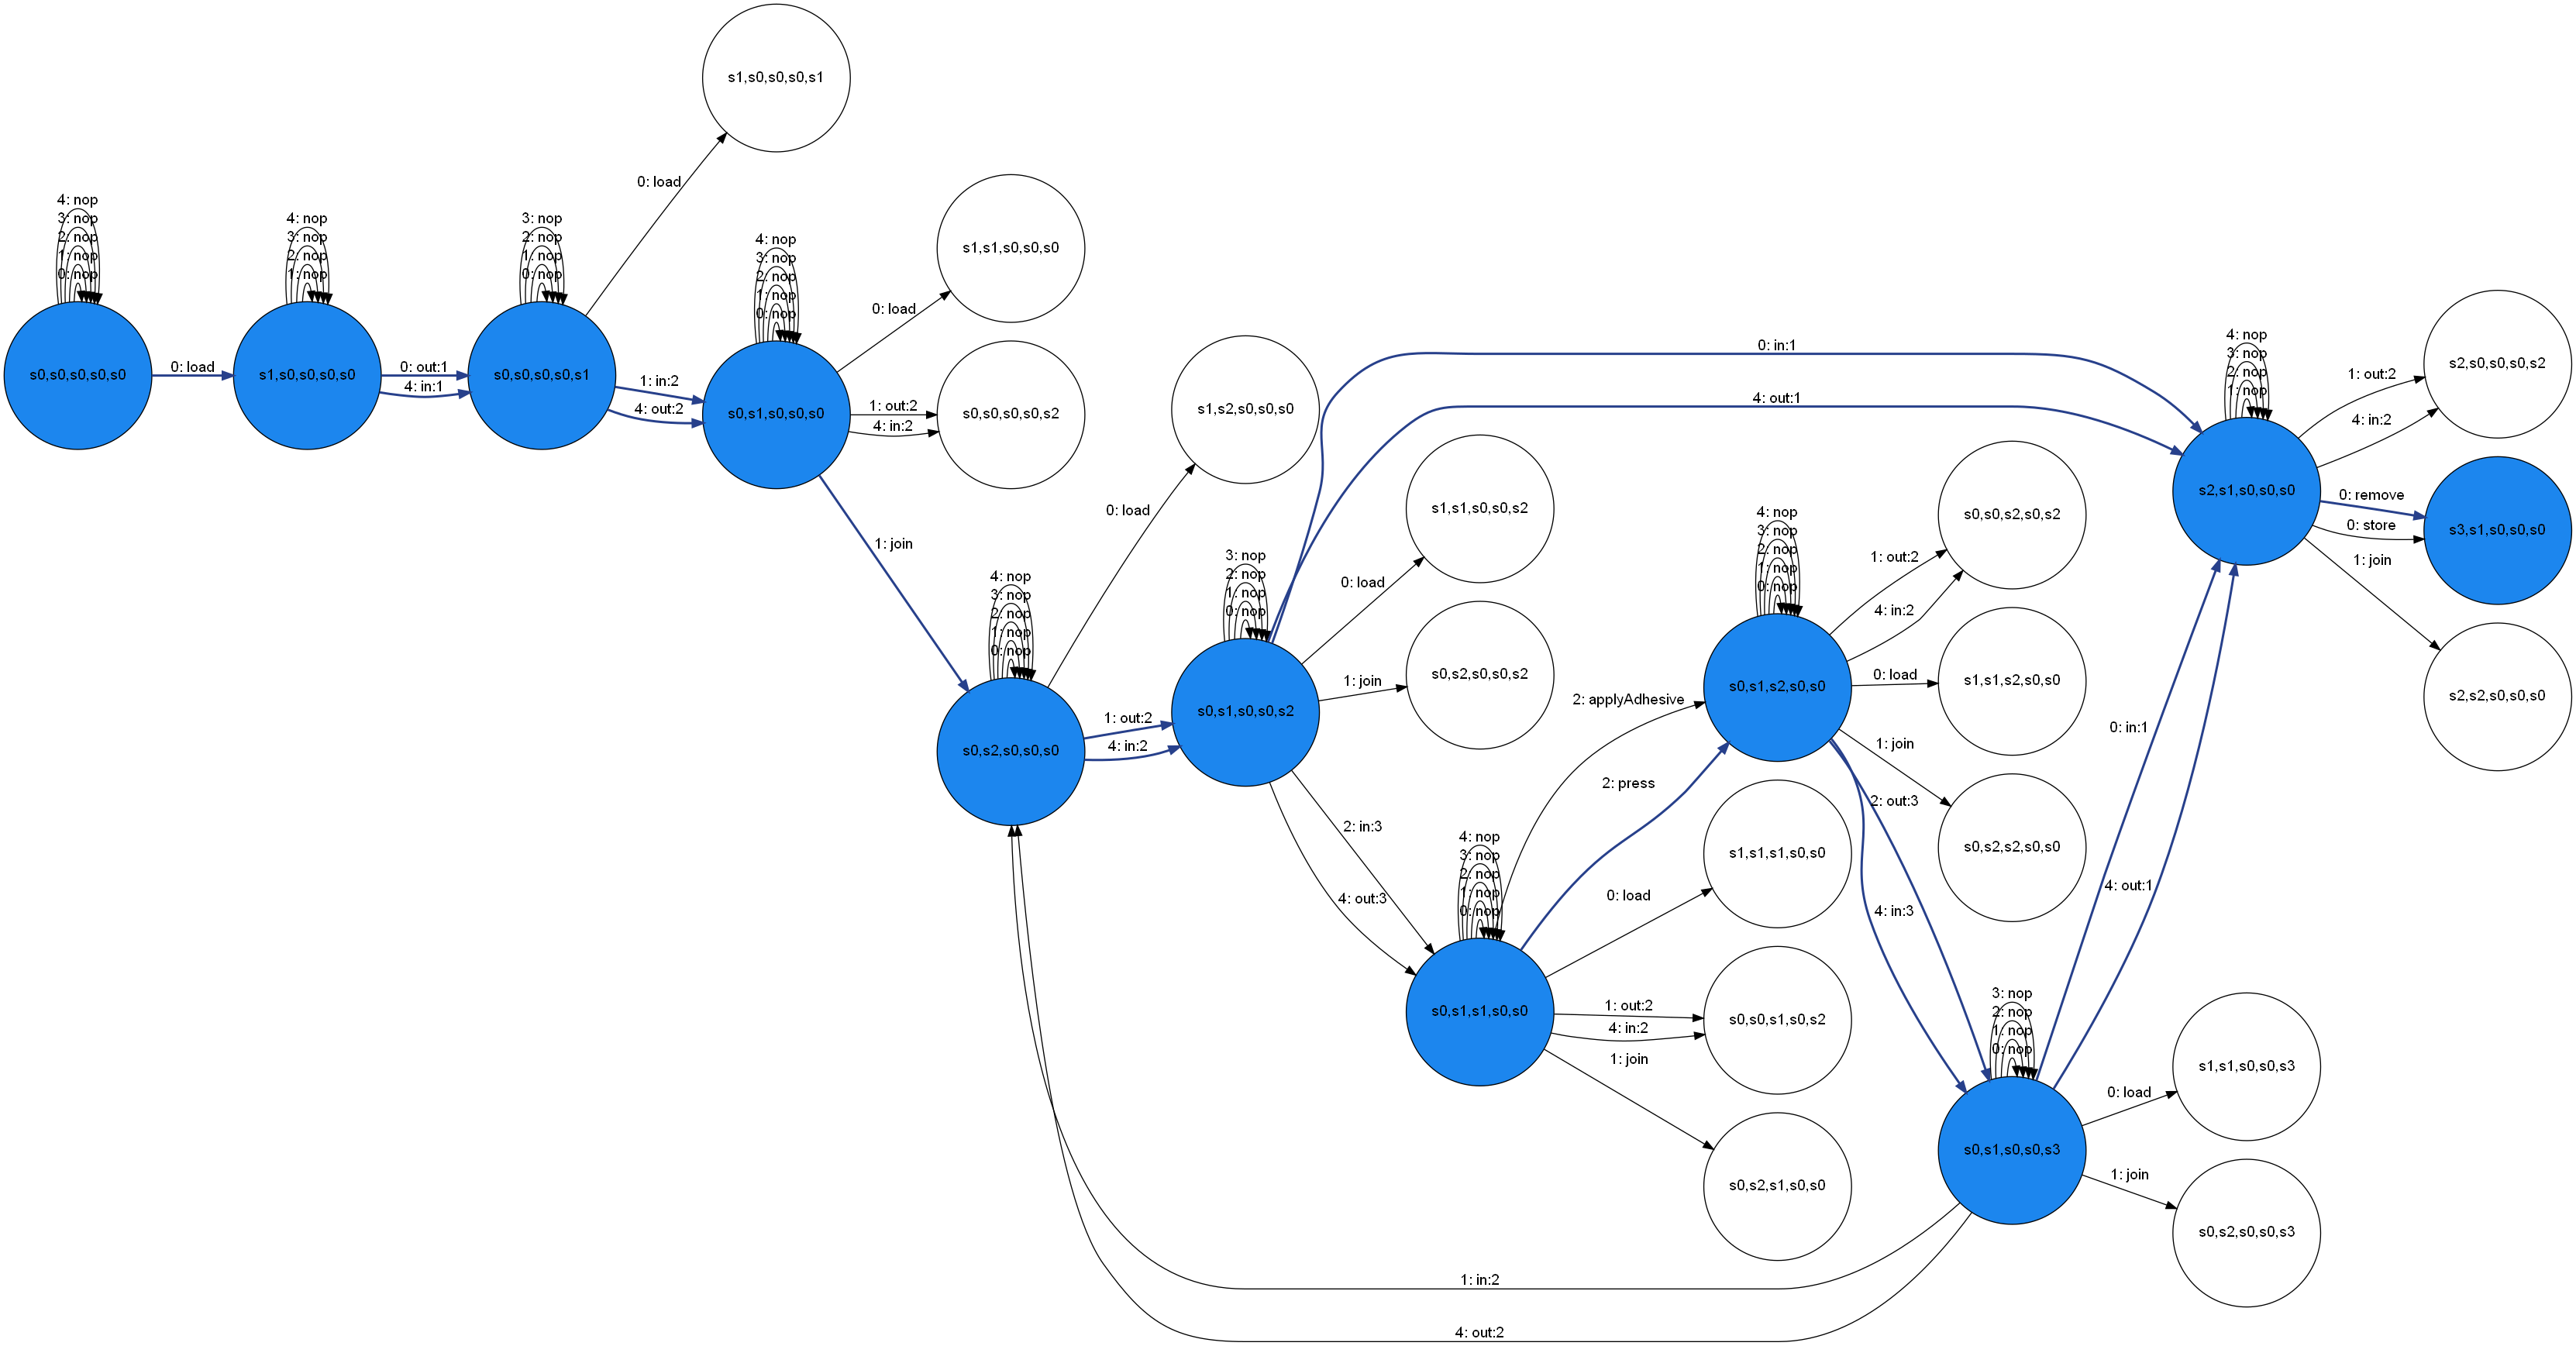 s1,s0,s0,s0,s1
0: load
4: nop
3: nop
2: nop
1: nop
0: nop
s0,s0,s0,s0,s0
0: load
4: nop
3: nop
2: nop
1: nop
s1,s0,s0,s0,s0
0: out:1
4: in:1
3: nop
2: nop
1: nop
0: nop
s0,s0,s0,s0,s1
1: in:2
4: out:2
4: nop
3: nop
2: nop
1: nop
0: nop
s0,s1,s0,s0,s0
0: load
s1,s1,s0,s0,s0
1: out:2
4: in:2
s0,s0,s0,s0,s2
1: join
4: nop
3: nop
2: nop
1: nop
0: nop
s0,s2,s0,s0,s0
0: load
s1,s2,s0,s0,s0
1: out:2
4: in:2
3: nop
2: nop
1: nop
0: nop
s0,s1,s0,s0,s2
0: in:1
4: out:1
0: load
s1,s1,s0,s0,s2
1: join
s0,s2,s0,s0,s2
2: in:3
4: out:3
4: nop
3: nop
2: nop
1: nop
0: nop
s0,s1,s1,s0,s0
2: applyAdhesive
2: press
0: load
s1,s1,s1,s0,s0
1: out:2
4: in:2
s0,s0,s1,s0,s2
1: join
s0,s2,s1,s0,s0
4: nop
3: nop
2: nop
1: nop
0: nop
s0,s1,s2,s0,s0
1: out:2
4: in:2
s0,s0,s2,s0,s2
0: load
s1,s1,s2,s0,s0
1: join
s0,s2,s2,s0,s0
2: out:3
4: in:3
3: nop
2: nop
1: nop
0: nop
s0,s1,s0,s0,s3
0: in:1
4: out:1
0: load
s1,s1,s0,s0,s3
1: join
s0,s2,s0,s0,s3
1: in:2
4: out:2
4: nop
3: nop
2: nop
1: nop
s2,s1,s0,s0,s0
1: out:2
4: in:2
s2,s0,s0,s0,s2
0: remove
0: store
s3,s1,s0,s0,s0
1: join
s2,s2,s0,s0,s0